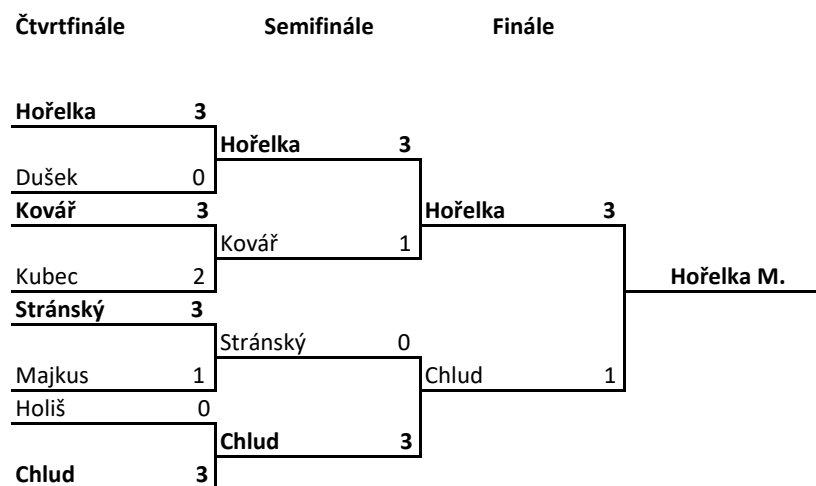 Čtvrtfinále Semifinále Finále
Hořelka 3
Hořelka 3
Dušek 0
Kovář 3
Hořelka 3
Kovář 1
Kubec 2
Hořelka M.
Stránský 3
Stránský 0
Majkus 1
Chlud 1
Holiš 0
Chlud 3
Chlud 3